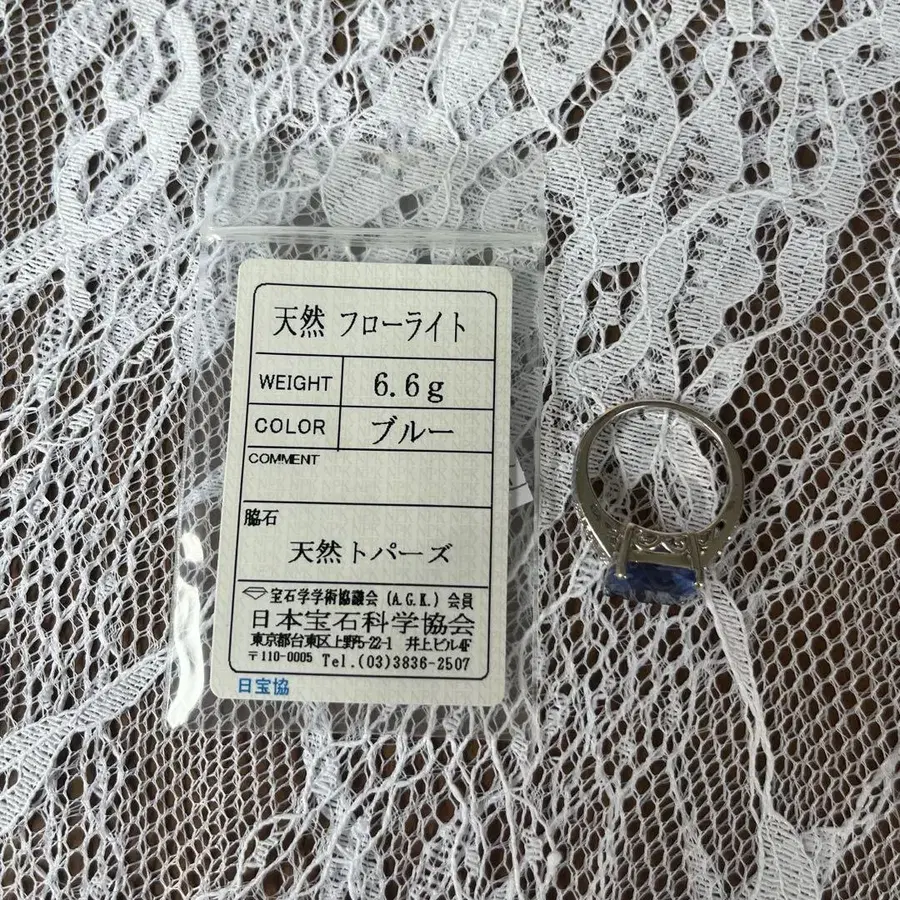 天然 フローライト
WEIGHT 6.6g
COLOR ブルー
COMMENT
脇石
天然トパーズ
宝石学学術協議会(A.G.K.)会員
日本宝石科学協会
東京都台東区上野5-22-1 井上ビル4F
〒110-0005 Tel.(03)3836-2507
日宝協